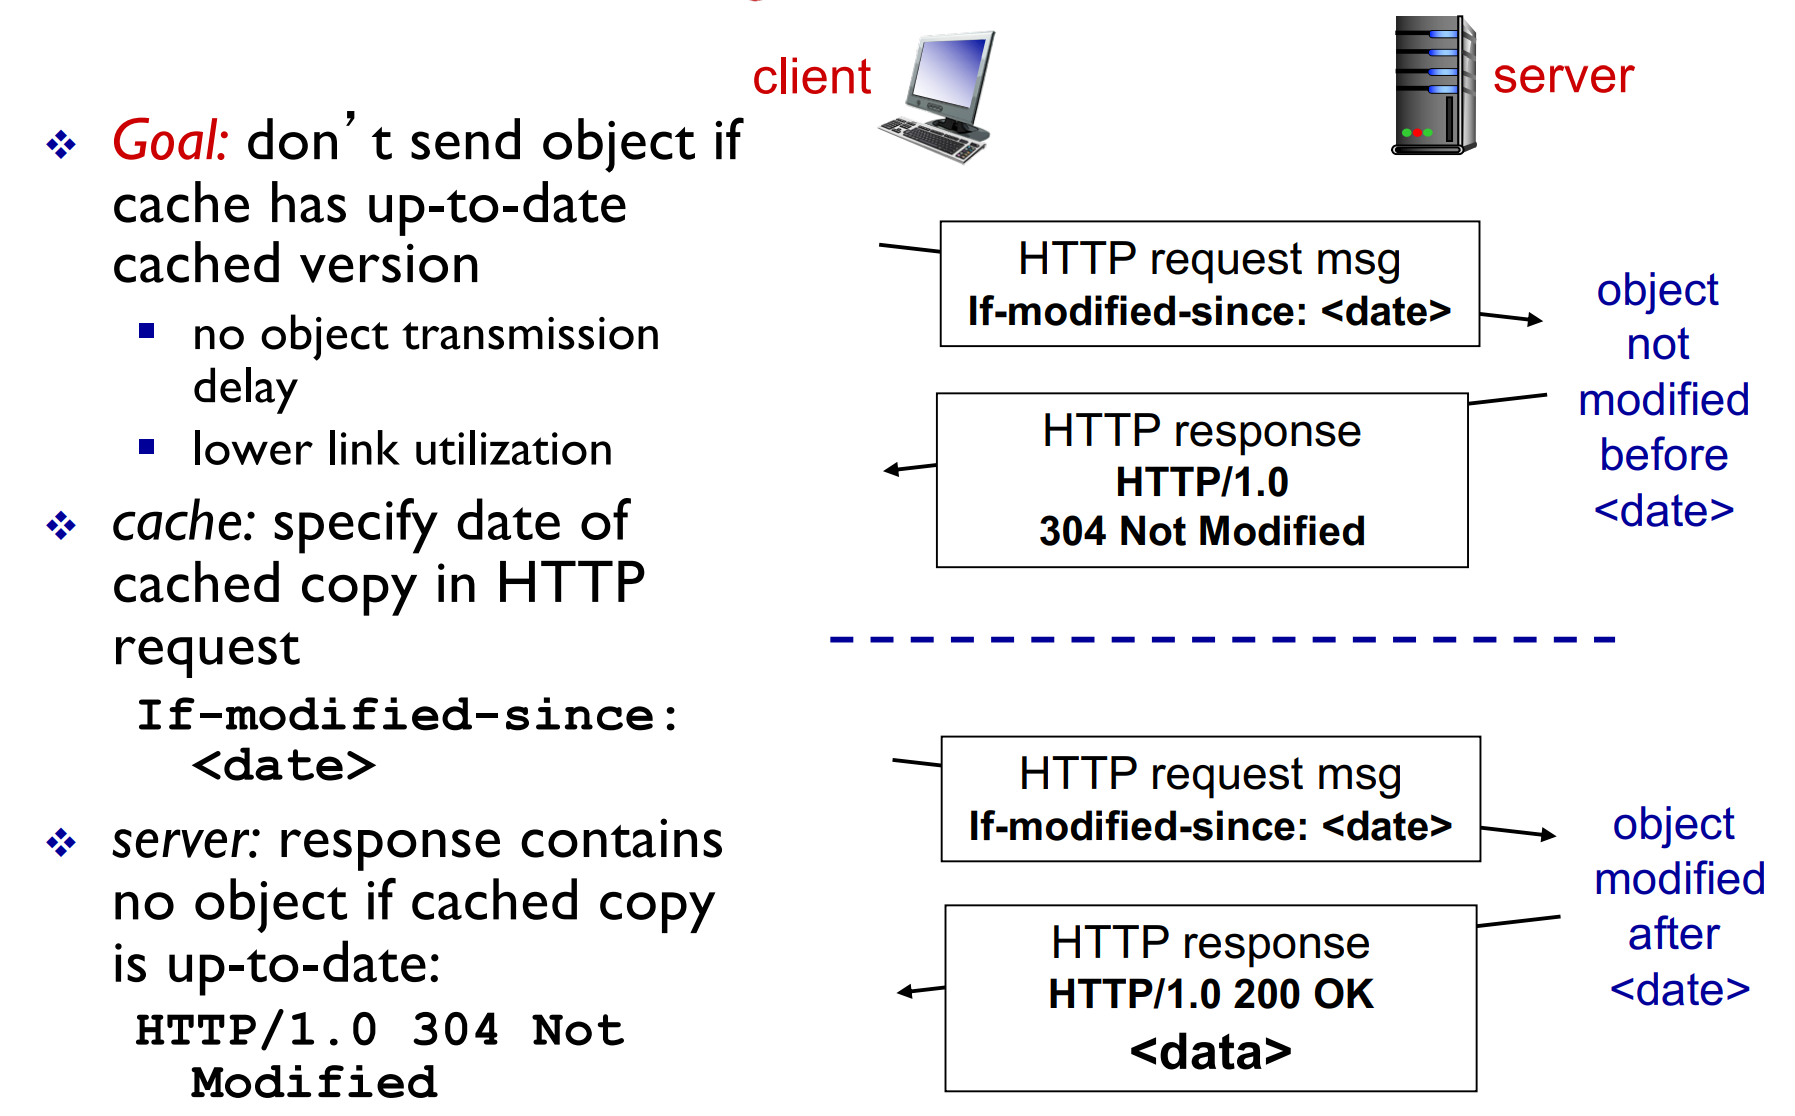 client
server
Goal: don’t send object if
cache has up-to-date
cached version
no object transmission
delay
lower link utilization
cache: specify date of
cached copy in HTTP
request
If-modified-since:
<date>
server: response contains
no object if cached copy
is up-to-date:
HTTP/1.0 304 Not
Modified
HTTP request msg
If-modified-since: <date>
object
not
modified
before
<date>
HTTP response
HTTP/1.0
304 Not Modified
HTTP request msg
If-modified-since: <date>
object
modified
after
<date>
HTTP response
HTTP/1.0 200 OK
<data>